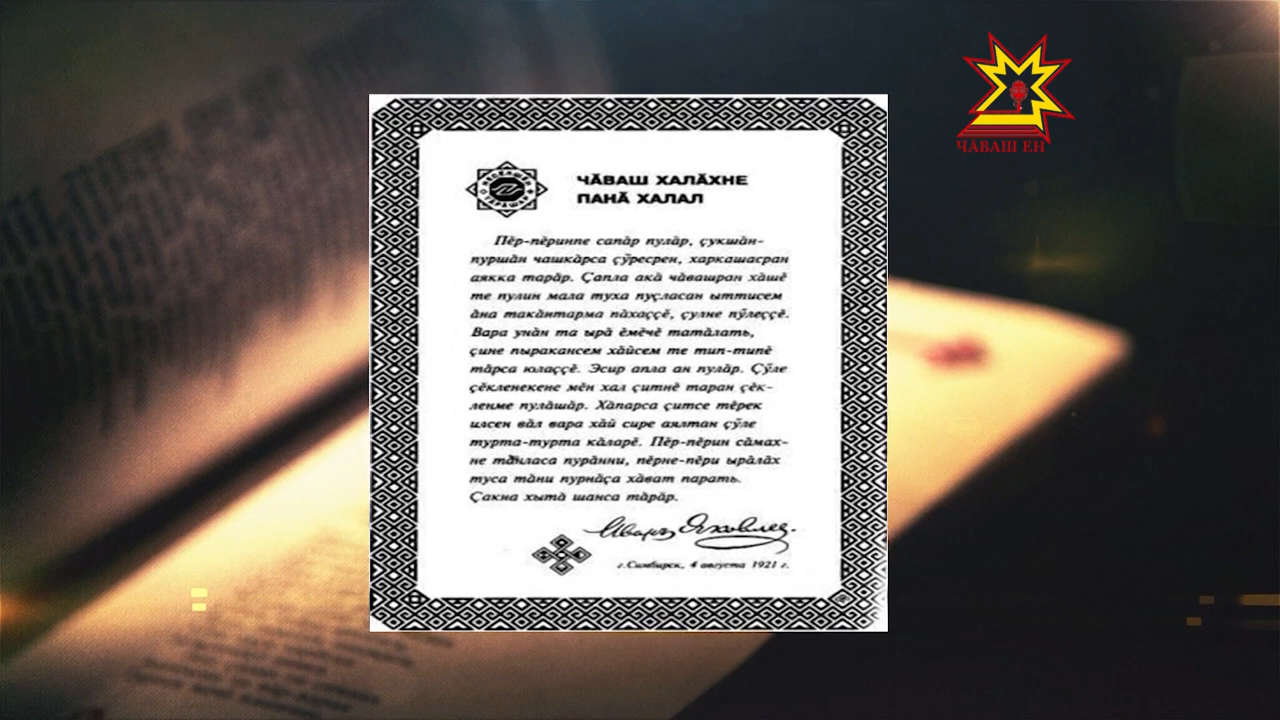 ЧӐВАШ ЕН
ЧӐВАШ ХАЛӐХНЕ
ПАНӐ ХАЛАЛ
Пӗр-пӗринпе сапӑр пулӑр, ҫукшӑн-
пуршӑн чашкӑрса ҫӳресрен, харкашасран
аякка тарӑр. Ҫапла акӑ чӑвашран хӑшӗ
те пулин мала туха пуҫласан ыттисем
ӑна такӑнтарма пӑхаҫҫӗ, ҫулне пӳлеҫҫӗ.
Вара унӑн та ырӑ ӗмӗчӗ татӑлать,
ҫине пыракансем хӑйсем те тип-типӗ
тӑрса юлаҫҫӗ. Эсир апла ан пулӑр. Ҫӳле
ҫӗкленекене мӗн хал ҫитнӗ таран ҫӗк-
ленме пулӑшӑр. Хӑпарса ҫитсе тӗрек
илсен вӑл вара хӑй сире аялтан ҫӳле
турта-турта кӑларӗ. Пӗр-пӗрин сӑмах-
не тӑнласа пурӑнни, пӗрне-пӗри ырӑлӑх
туса тӑни пурнӑҫа хӑват парать.
Ҫакна хытӑ шанса тӑрӑр.
Иванъ Яковлев.
г.Симбирск, 4 августа 1921 г.